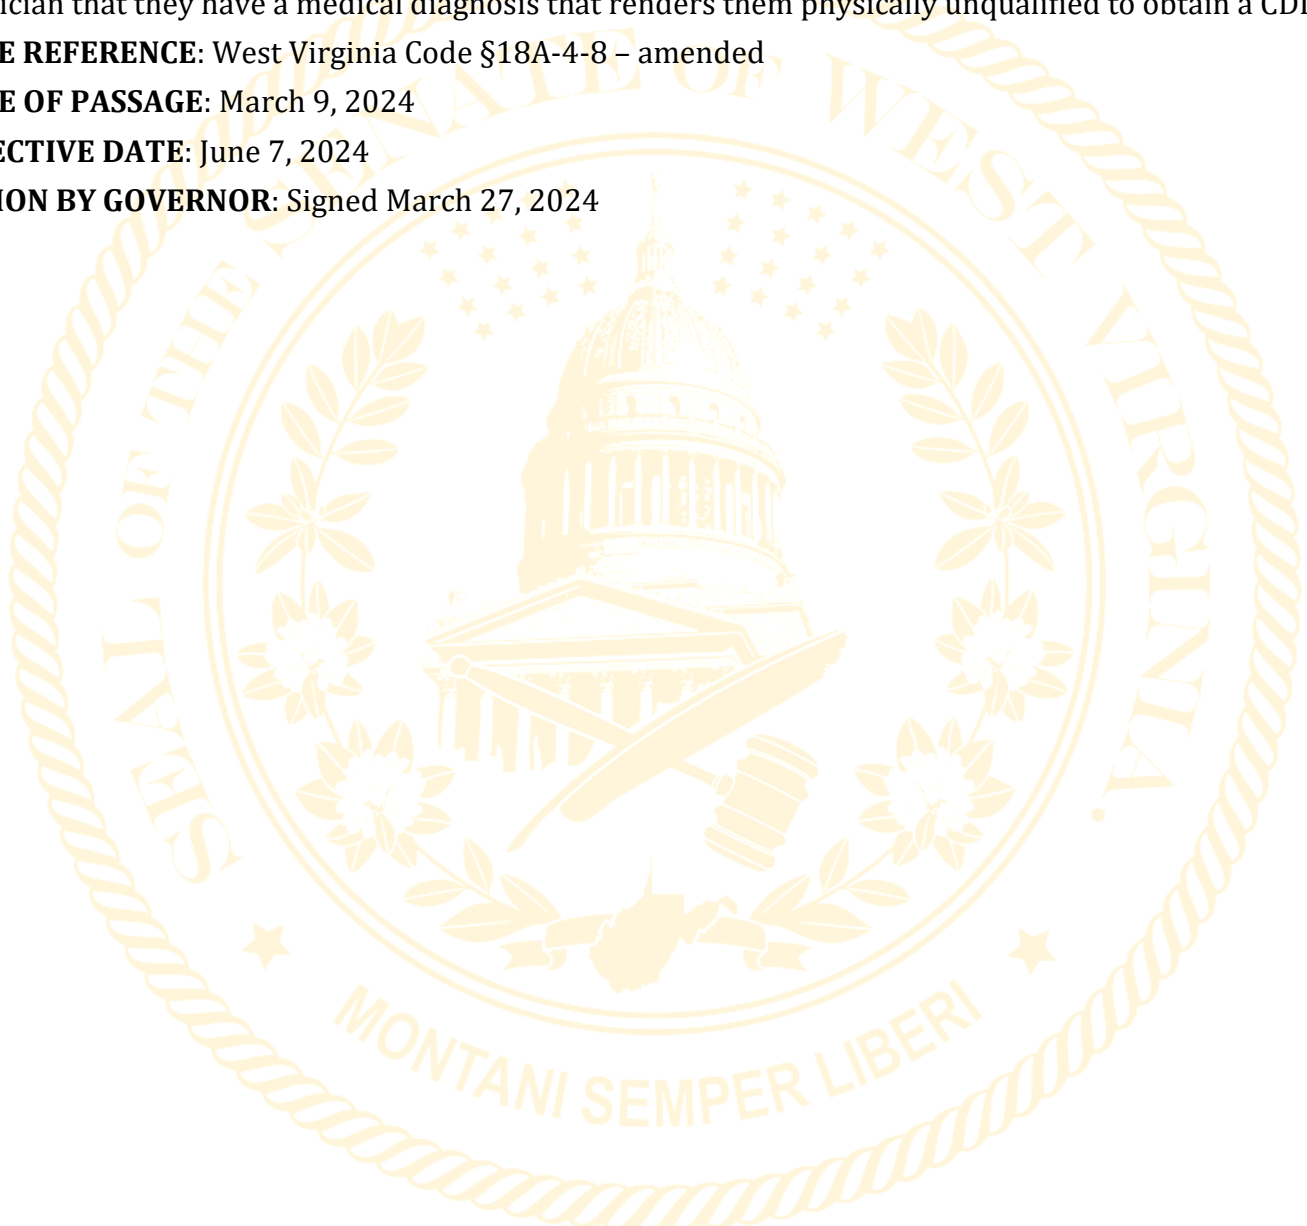 ician that they have a medical diagnosis that renders them physically unqualified to obtain a CDL
E REFERENCE: West Virginia Code §18A-4-8 – amended
E OF PASSAGE: March 9, 2024
ECTIVE DATE: June 7, 2024
ION BY GOVERNOR: Signed March 27, 2024
SEAL OF THE SENATE OF WEST VIRGINIA
MONTANI SEMPER LIBERI